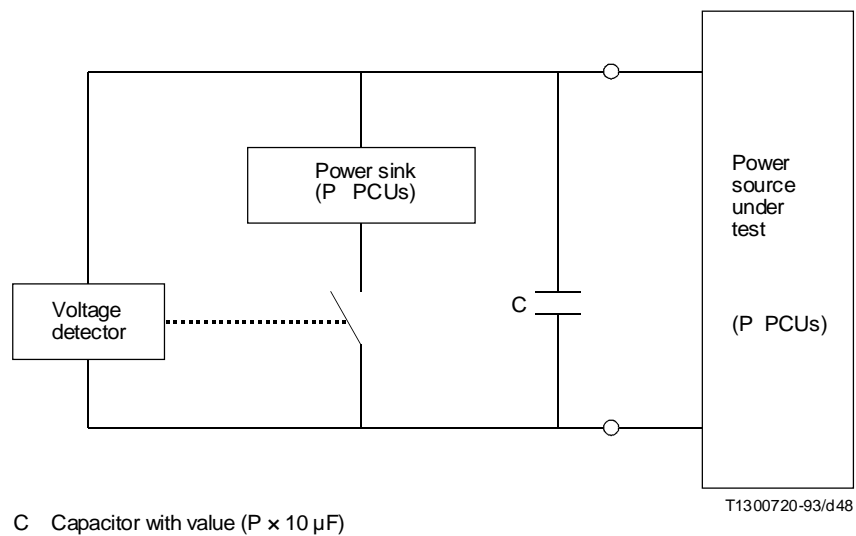 Power sink
(P PCUs)
Power
source
under
test
Voltage
detector
C
(P PCUs)
T1300720-93/d48
C Capacitor with value (P × 10 µF)